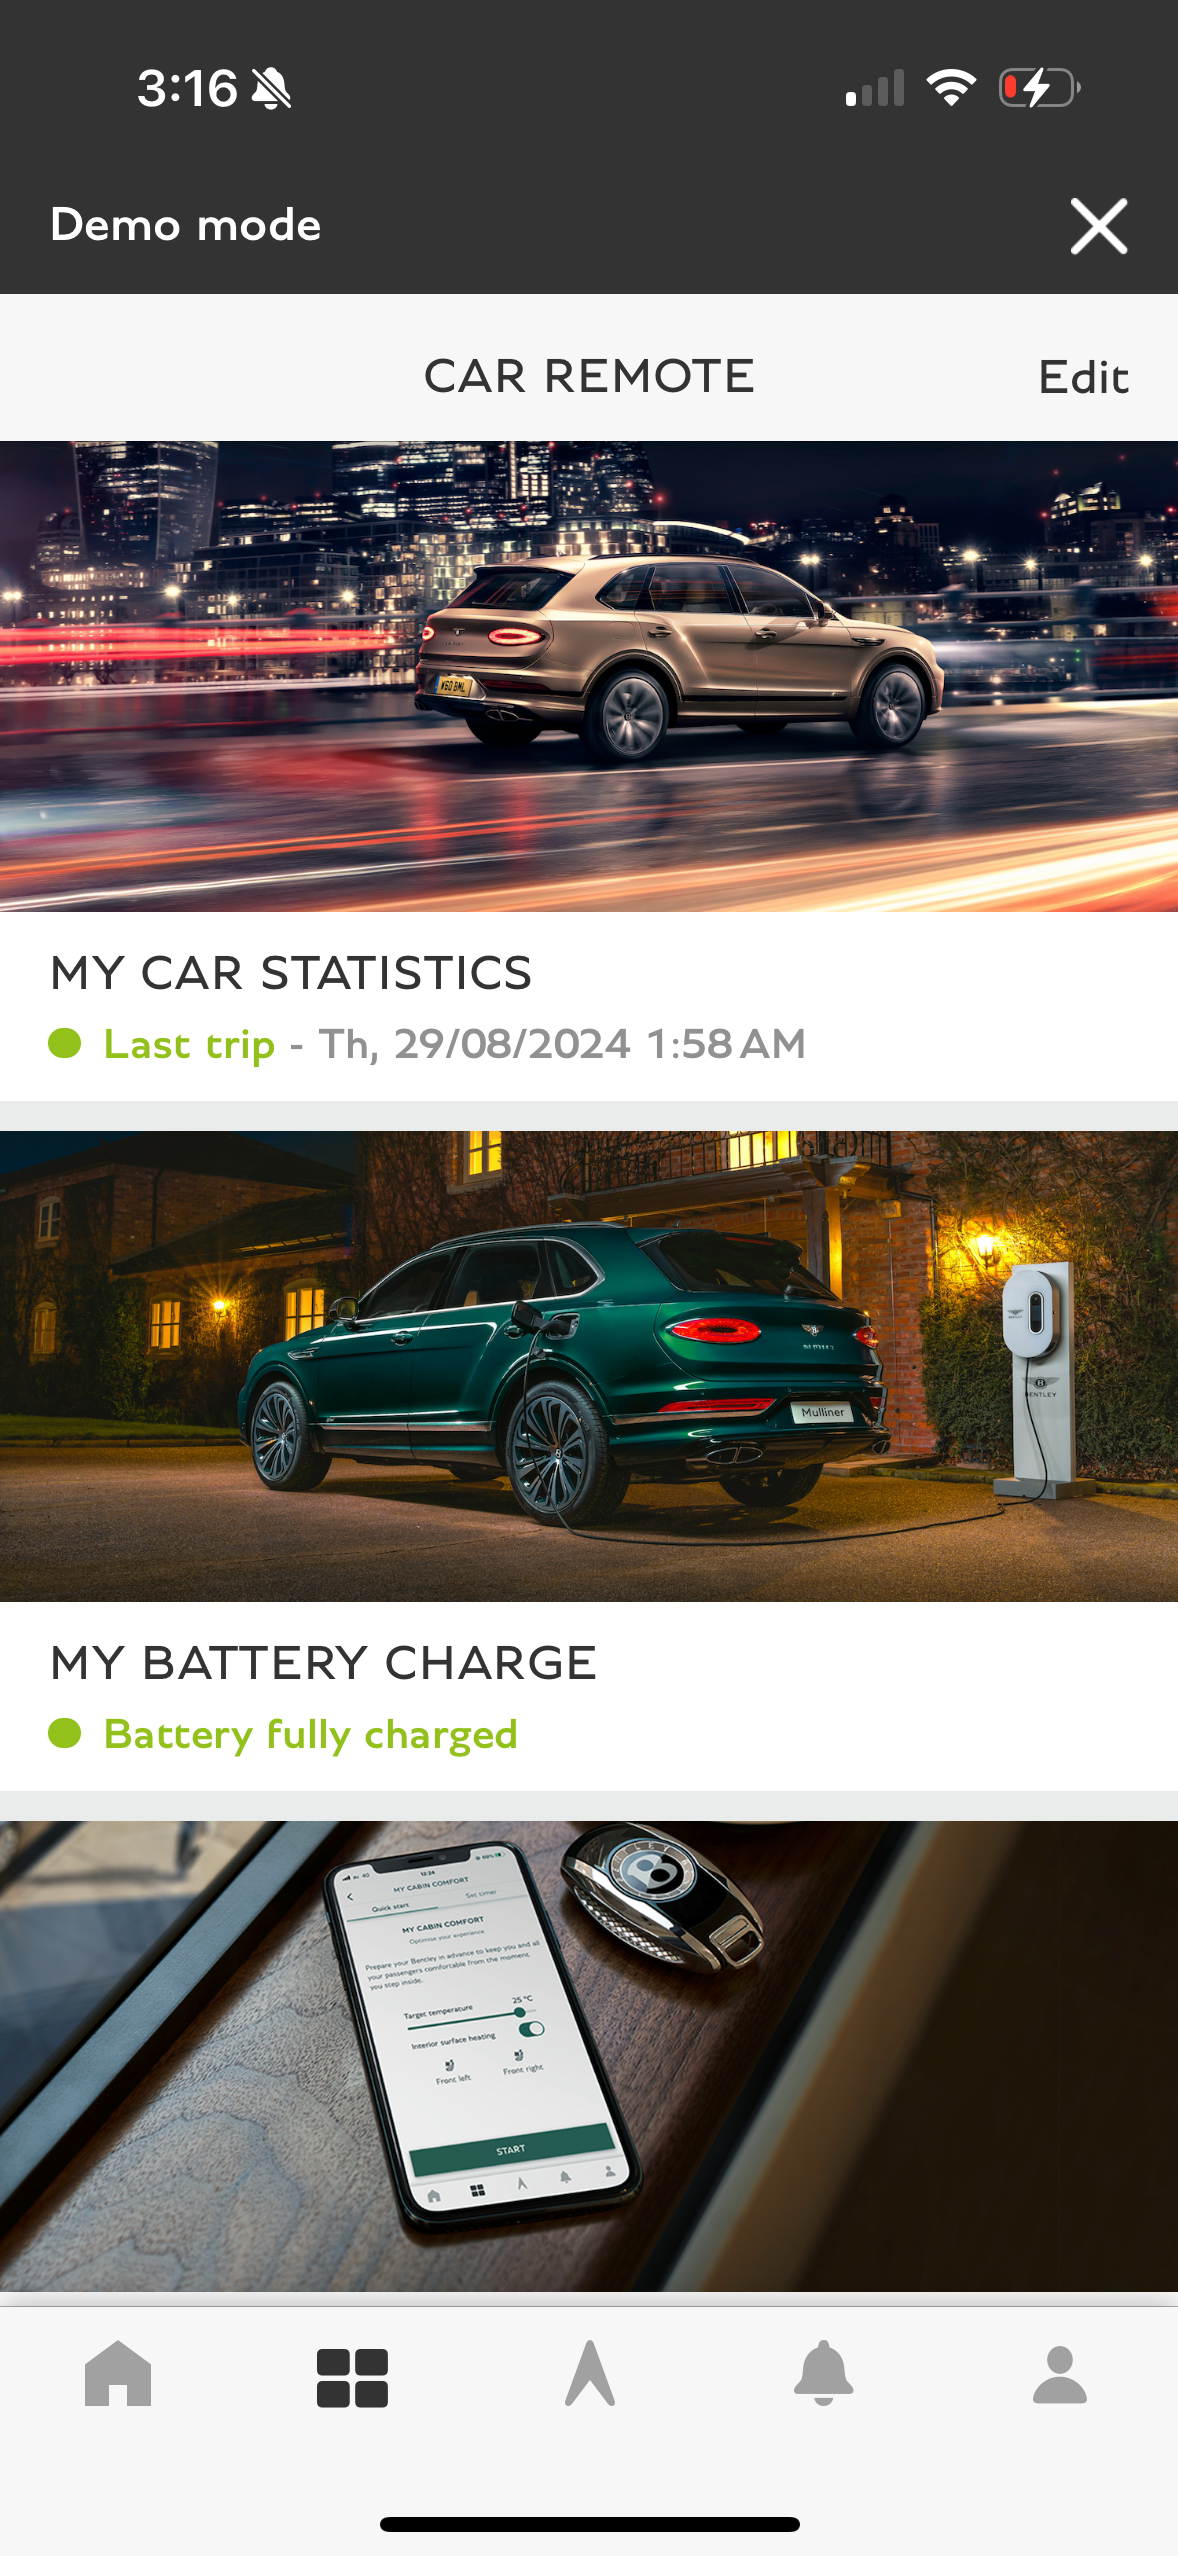 3:16
Demo mode
CAR REMOTE
Edit
MY CAR STATISTICS
Last trip - Th, 29/08/2024 1:58 AM
BENTLEY
Mulliner
MY BATTERY CHARGE
Battery fully charged
12:24
MY CABIN COMFORT
Quick start
Set timer
MY CABIN COMFORT
Optimise your experience
Prepare your Bentley in advance to keep you and all
your passengers comfortable from the moment
you step inside.
25 °C
Target temperature
Interior surface heating
Front left
Front right
START